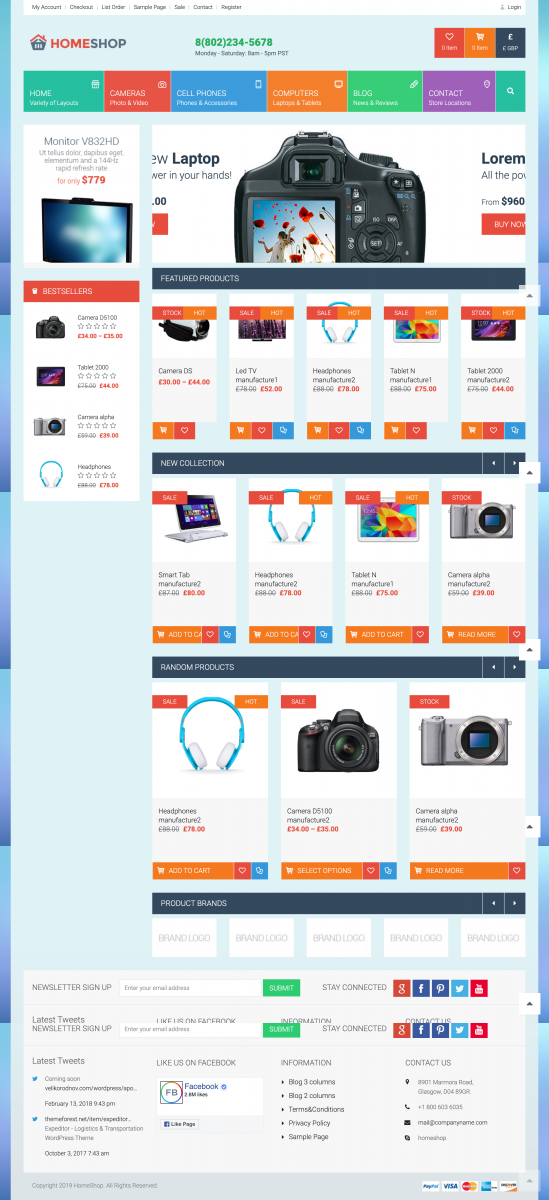 My Account Checkout List Order Sample Page Sale Contact Register Login
HOMESHOP
8(802)234-5678
Monday - Saturday: 8am - 5pm PST
0 Item 0 Item £ £ GBP
HOME CAMERAS CELL PHONES COMPUTERS BLOG CONTACT
Variety of Layouts Photo & Video Phones & Accessories Laptops & Tablets News & Reviews Store Locations
Monitor V832HD
Ut tellus dolor, dapibus eget,
elementum and a 144Hz
rapid refresh rate
for only $779
ew Laptop
wer in your hands!
.00
W
Lorem
All the pow
From $960
BUY NOW
BESTSELLERS
Camera D5100
£34.00 – £35.00
Tablet 2000
£75.00 £44.00
Camera alpha
£59.00 £39.00
Headphones
£88.00 £78.00
FEATURED PRODUCTS
STOCK HOT SALE HOT SALE HOT SALE HOT STOCK HOT
Camera DS
£30.00 – £44.00
Led TV
manufacture1
£78.00 £52.00
Headphones
manufacture2
£88.00 £78.00
Tablet N
manufacture1
£88.00 £75.00
Tablet 2000
manufacture2
£75.00 £44.00
NEW COLLECTION
SALE SALE HOT SALE HOT STOCK
Smart Tab
manufacture2
£87.00 £80.00
Headphones
manufacture2
£88.00 £78.00
Tablet N
manufacture1
£88.00 £75.00
Camera alpha
manufacture2
£59.00 £39.00
ADD TO CA ADD TO CA ADD TO CART READ MORE
RANDOM PRODUCTS
SALE HOT SALE STOCK
Headphones
manufacture2
£88.00 £78.00
Camera D5100
manufacture2
£34.00 – £35.00
Camera alpha
manufacture2
£59.00 £39.00
ADD TO CART SELECT OPTIONS READ MORE
PRODUCT BRANDS
BRAND LOGO BRAND LOGO BRAND LOGO BRAND LOGO BRAND LOGO
NEWSLETTER SIGN UP Enter your email address SUBMIT STAY CONNECTED
Latest Tweets LIKE US ON FACEBOOK INFORMATION CONTACT US
NEWSLETTER SIGN UP Enter your email address SUBMIT STAY CONNECTED
Latest Tweets
Coming soon
velikorodnov.com/wordpress/apo...
February 13, 2018 9:43 pm
themeforest.net/item/expeditor...
Expeditor - Logistics & Transportation
WordPress Theme
October 3, 2017 7:43 am
LIKE US ON FACEBOOK
FB Facebook
2.8M likes
Like Page
INFORMATION
Blog 3 columns
Blog 2 columns
Terms&Conditions
Privacy Policy
Sample Page
CONTACT US
8901 Marmora Road,
Glasgow, D04 89GR.
+1 800 603 6035
mail@companyname.com
homeshop
Copyright 2019 HomeShop. All Rights Reserved.
PayPal VISA DISCOVER